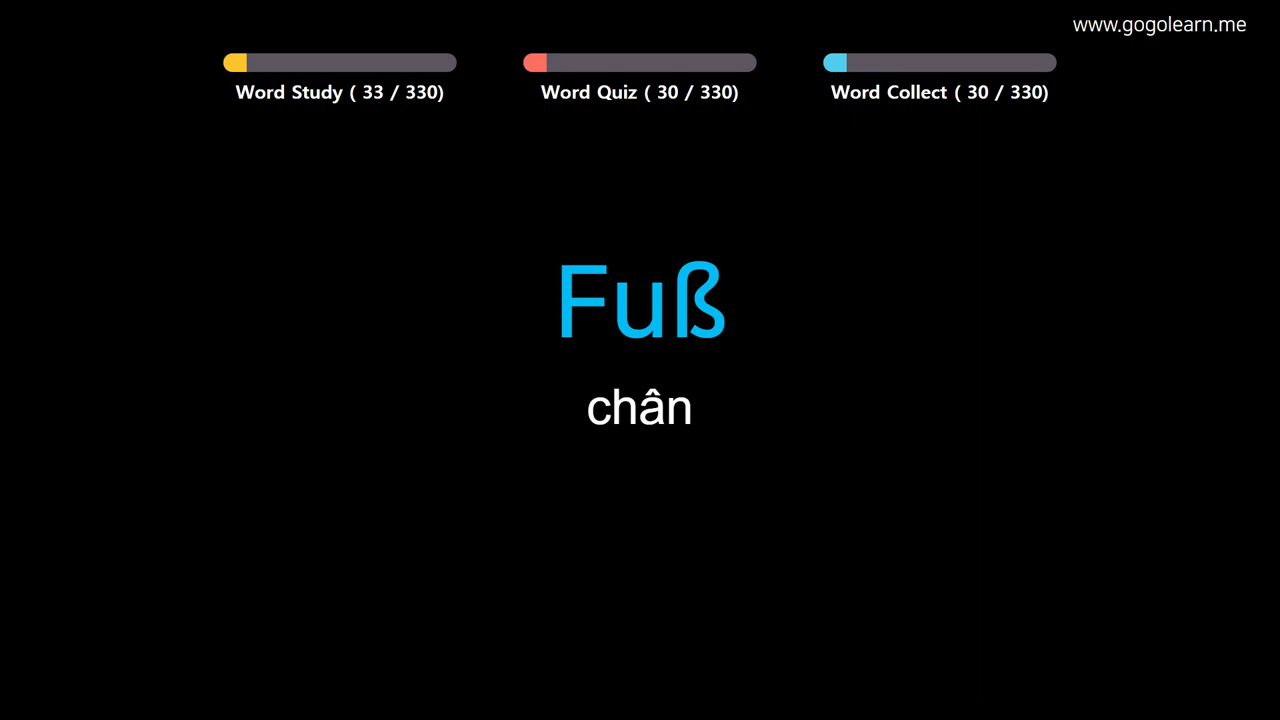 www.gogolearn.me
Word Study ( 33 / 330)
Word Quiz ( 30 / 330)
Word Collect ( 30 / 330)
Fuß
chân